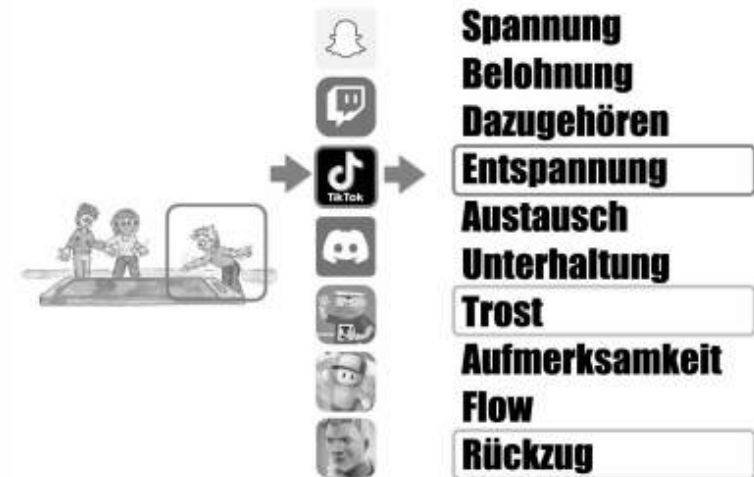 Spannung
Belohnung
Dazugehören
TikTok
Entspannung
Austausch
Unterhaltung
Trost
Aufmerksamkeit
Flow
Rückzug